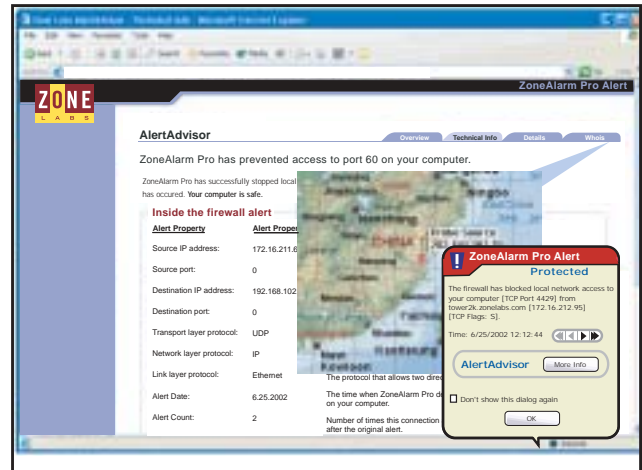 ZoneAlarm Pro Alert
ZONE
LABS
AlertAdvisor
Overview
Technical Info
Details
Whois
ZoneAlarm Pro has prevented access to port 60 on your computer.
ZoneAlarm Pro has successfully stopped local
has occured. Your computer is safe.
Inside the firewall alert
Alert Property
Alert Proper
Source IP address:
172.16.211.6
Source port:
0
Destination IP address:
192.168.102
Destination port:
0
Transport layer protocol:
UDP
Network layer protocol:
IP
Link layer protocol:
Ethernet
The protocol that allows two direc
Alert Date:
6.25.2002
The time when ZoneAlarm Pro de
on your computer.
Alert Count:
2
Number of times this connection
after the original alert.
CHINA
Probe Source
ZoneAlarm Pro Alert
Protected
The firewall has blocked local network access to
your computer [TCP Port 4429] from
tower2k.zonelabs.com [172.16.212.95]
[TCP Flags: S].
Time: 6/25/2002 12:12:44
AlertAdvisor
More Info
Don't show this dialog again
OK